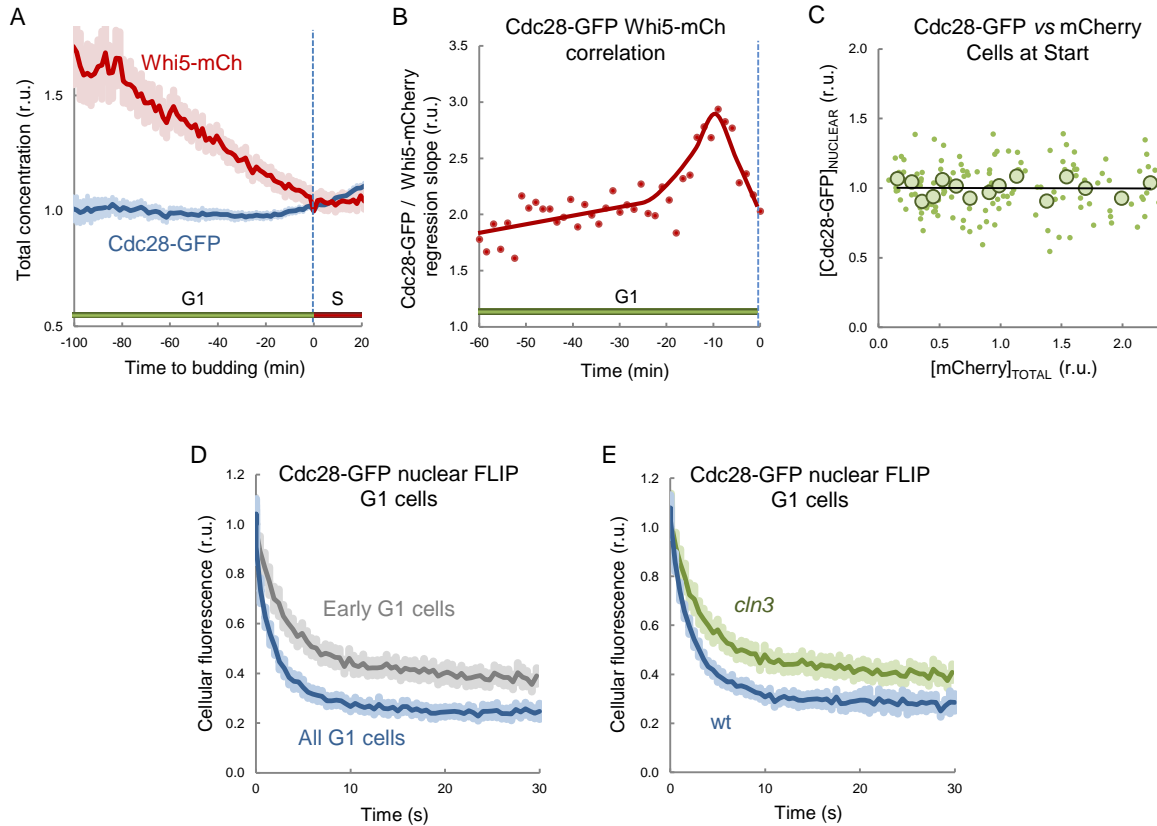 A
Total concentration (r.u.)
1.5
1.0
0.5
Whi5-mCh
Cdc28-GFP
G1
S
-100
-80
-60
-40
-20
0
20
Time to budding (min)
B
Cdc28-GFP Whi5-mCh
correlation
Cdc28-GFP / Whi5-mCherry
regression slope (r.u.)
3.5
3.0
2.5
2.0
1.5
1.0
G1
-60
-50
-40
-30
-20
-10
0
Time (min)
C
Cdc28-GFP vs mCherry
Cells at Start
[Cdc28-GFP]NUCLEAR (r.u.)
2.0
1.5
1.0
0.5
0.0
0.0
0.5
1.0
1.5
2.0
[mCherry]TOTAL (r.u.)
D
Cdc28-GFP nuclear FLIP
G1 cells
Cellular fluorescence (r.u.)
1.2
1.0
0.8
0.6
0.4
0.2
0.0
Early G1 cells
All G1 cells
0
10
20
30
Time (s)
E
Cdc28-GFP nuclear FLIP
G1 cells
Cellular fluorescence (r.u.)
1.2
1.0
0.8
0.6
0.4
0.2
0.0
cln3
wt
0
10
20
30
Time (s)